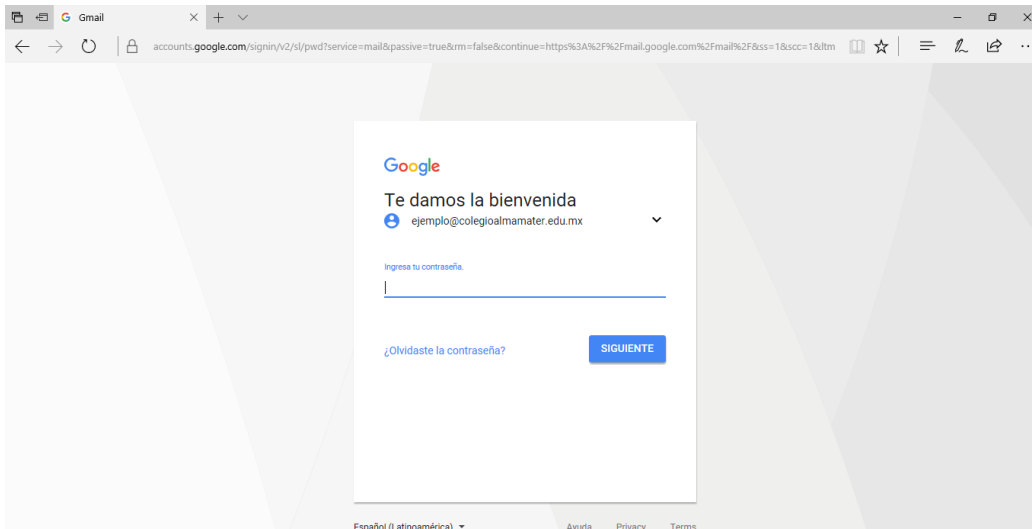 Gmail
accounts.google.com/signin/v2/sl/pwd?service=mail&passive=true&rm=false&continue=https%3A%2F%2Fmail.google.com%2Fmail%2F&ss=1&scc=1&ltm
Google
Te damos la bienvenida
ejemplo@colegioalmamater.edu.mx
Ingresa tu contraseña.
¿Olvidaste la contraseña? SIGUIENTE
Español (Latinoamérica) Ayuda Privacy Terms